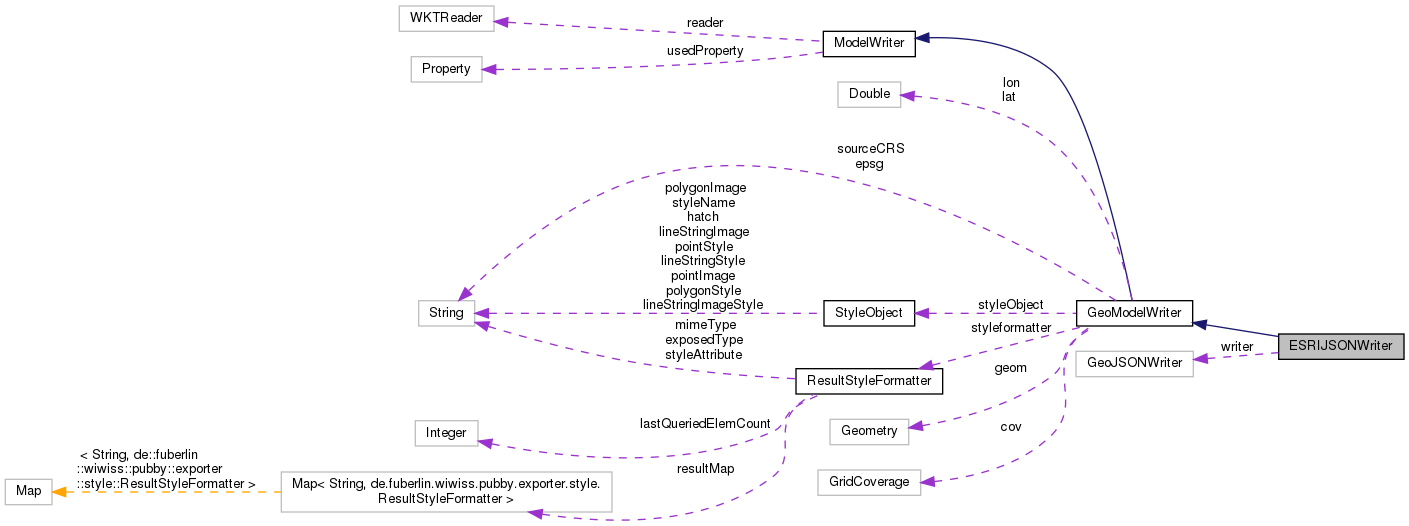 WKTReader
reader
ModelWriter
usedProperty
Property
Double
lon
lat
sourceCRS
epsg
polygonImage
styleName
hatch
lineStringImage
pointStyle
lineStringStyle
pointImage
polygonStyle
lineStringImageStyle
String
StyleObject
styleObject
GeoModelWriter
mimeType
exposedType
styleAttribute
styleformatter
writer
ESRIJSONWriter
GeoJSONWriter
ResultStyleFormatter
geom
Integer
lastQueriedElemCount
Geometry
cov
< String, de::fuberlin
::wiwiss::pubby::exporter
::style::ResultStyleFormatter >
resultMap
Map
Map< String, de.fuberlin.wiwiss.pubby.exporter.style.
ResultStyleFormatter >
GridCoverage